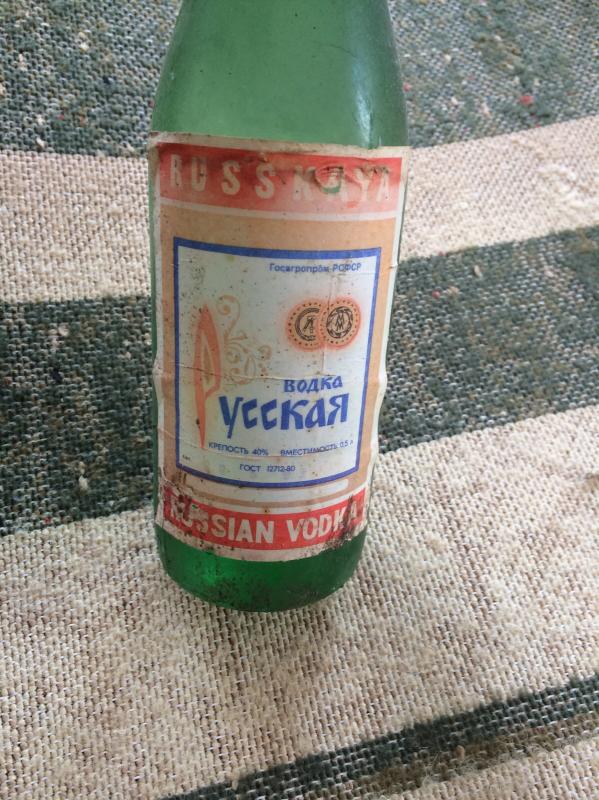 RUSSKAYA
Госагропром РСФСР
ВОДКА
Русская
КРЕПОСТЬ 40% ВМЕСТИМОСТЬ 0,5 л
ГОСТ 12712-80
RUSSIAN VODKA